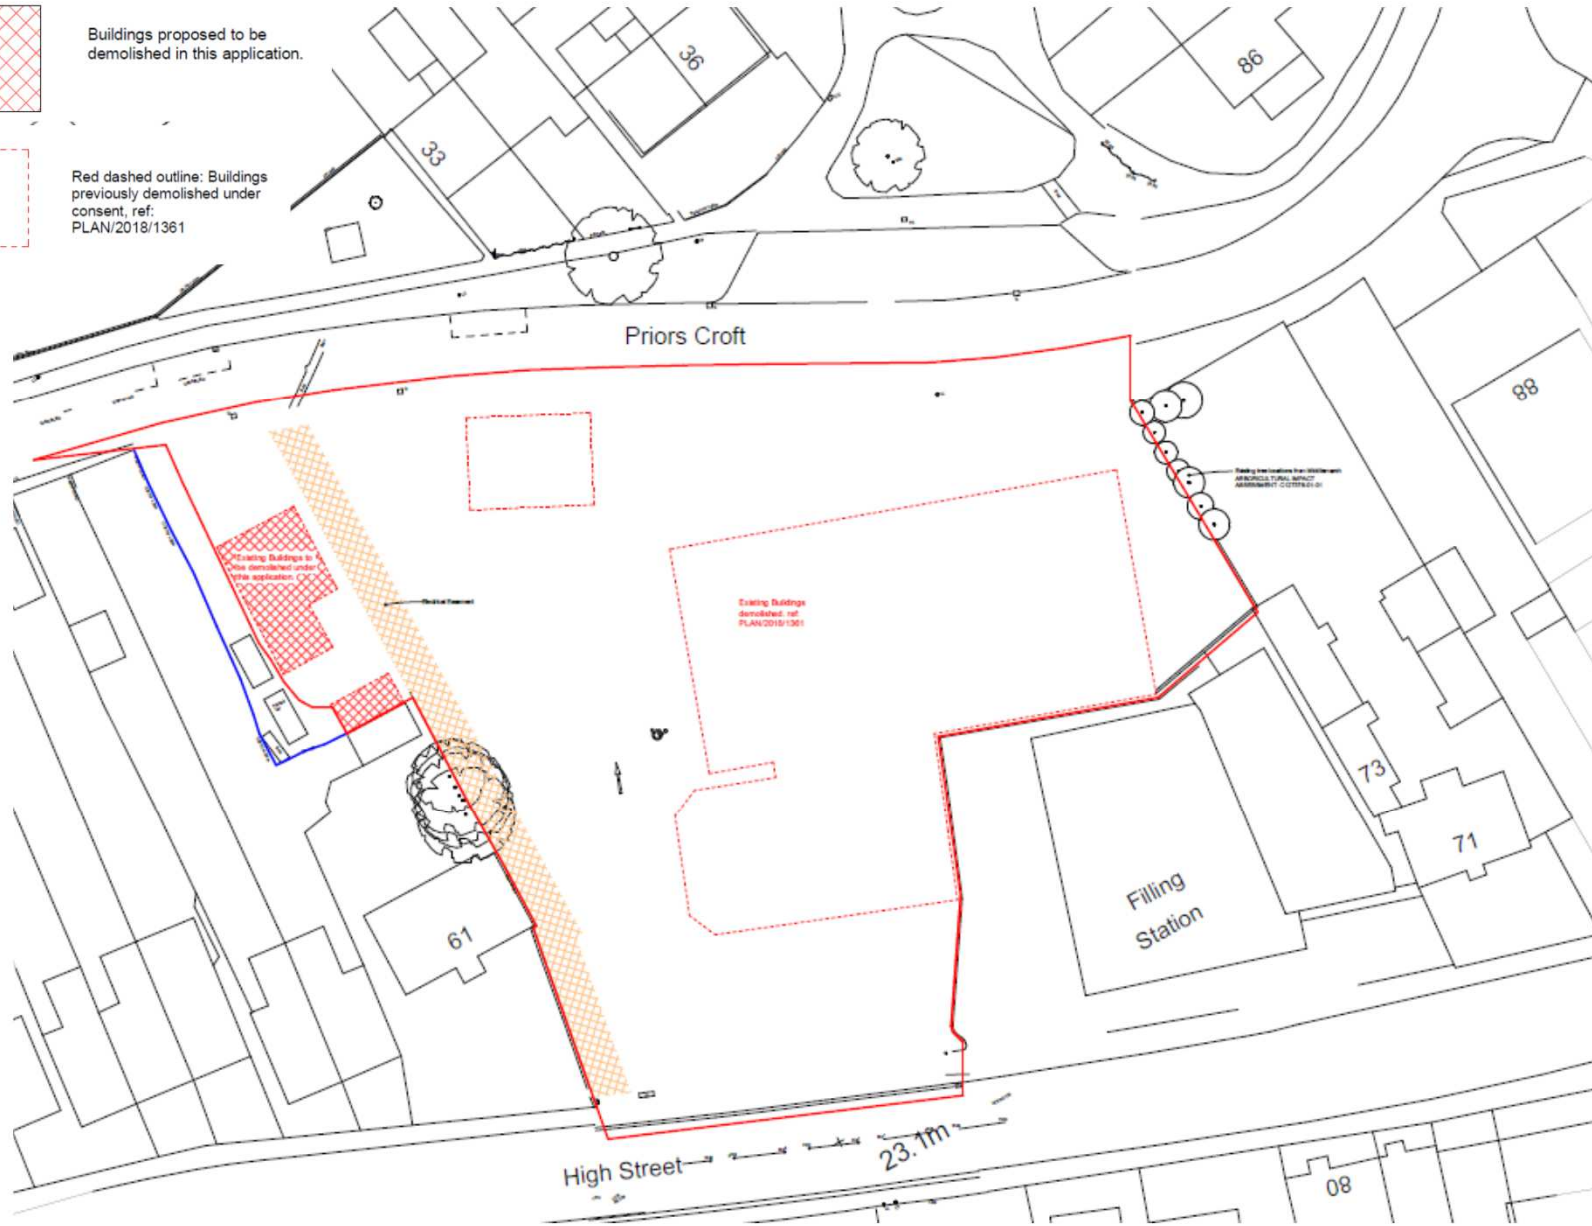 Buildings proposed to be
demolished in this application.
Red dashed outline: Buildings
previously demolished under
consent, ref:
PLAN/2018/1361
36
86
33
Priors Croft
88
Existing Buildings to
be demolished under
this application.
Existing Buildings
demolished. ref:
PLAN/2018/1361
73
71
61
Filling
Station
High Street
23.1m
80